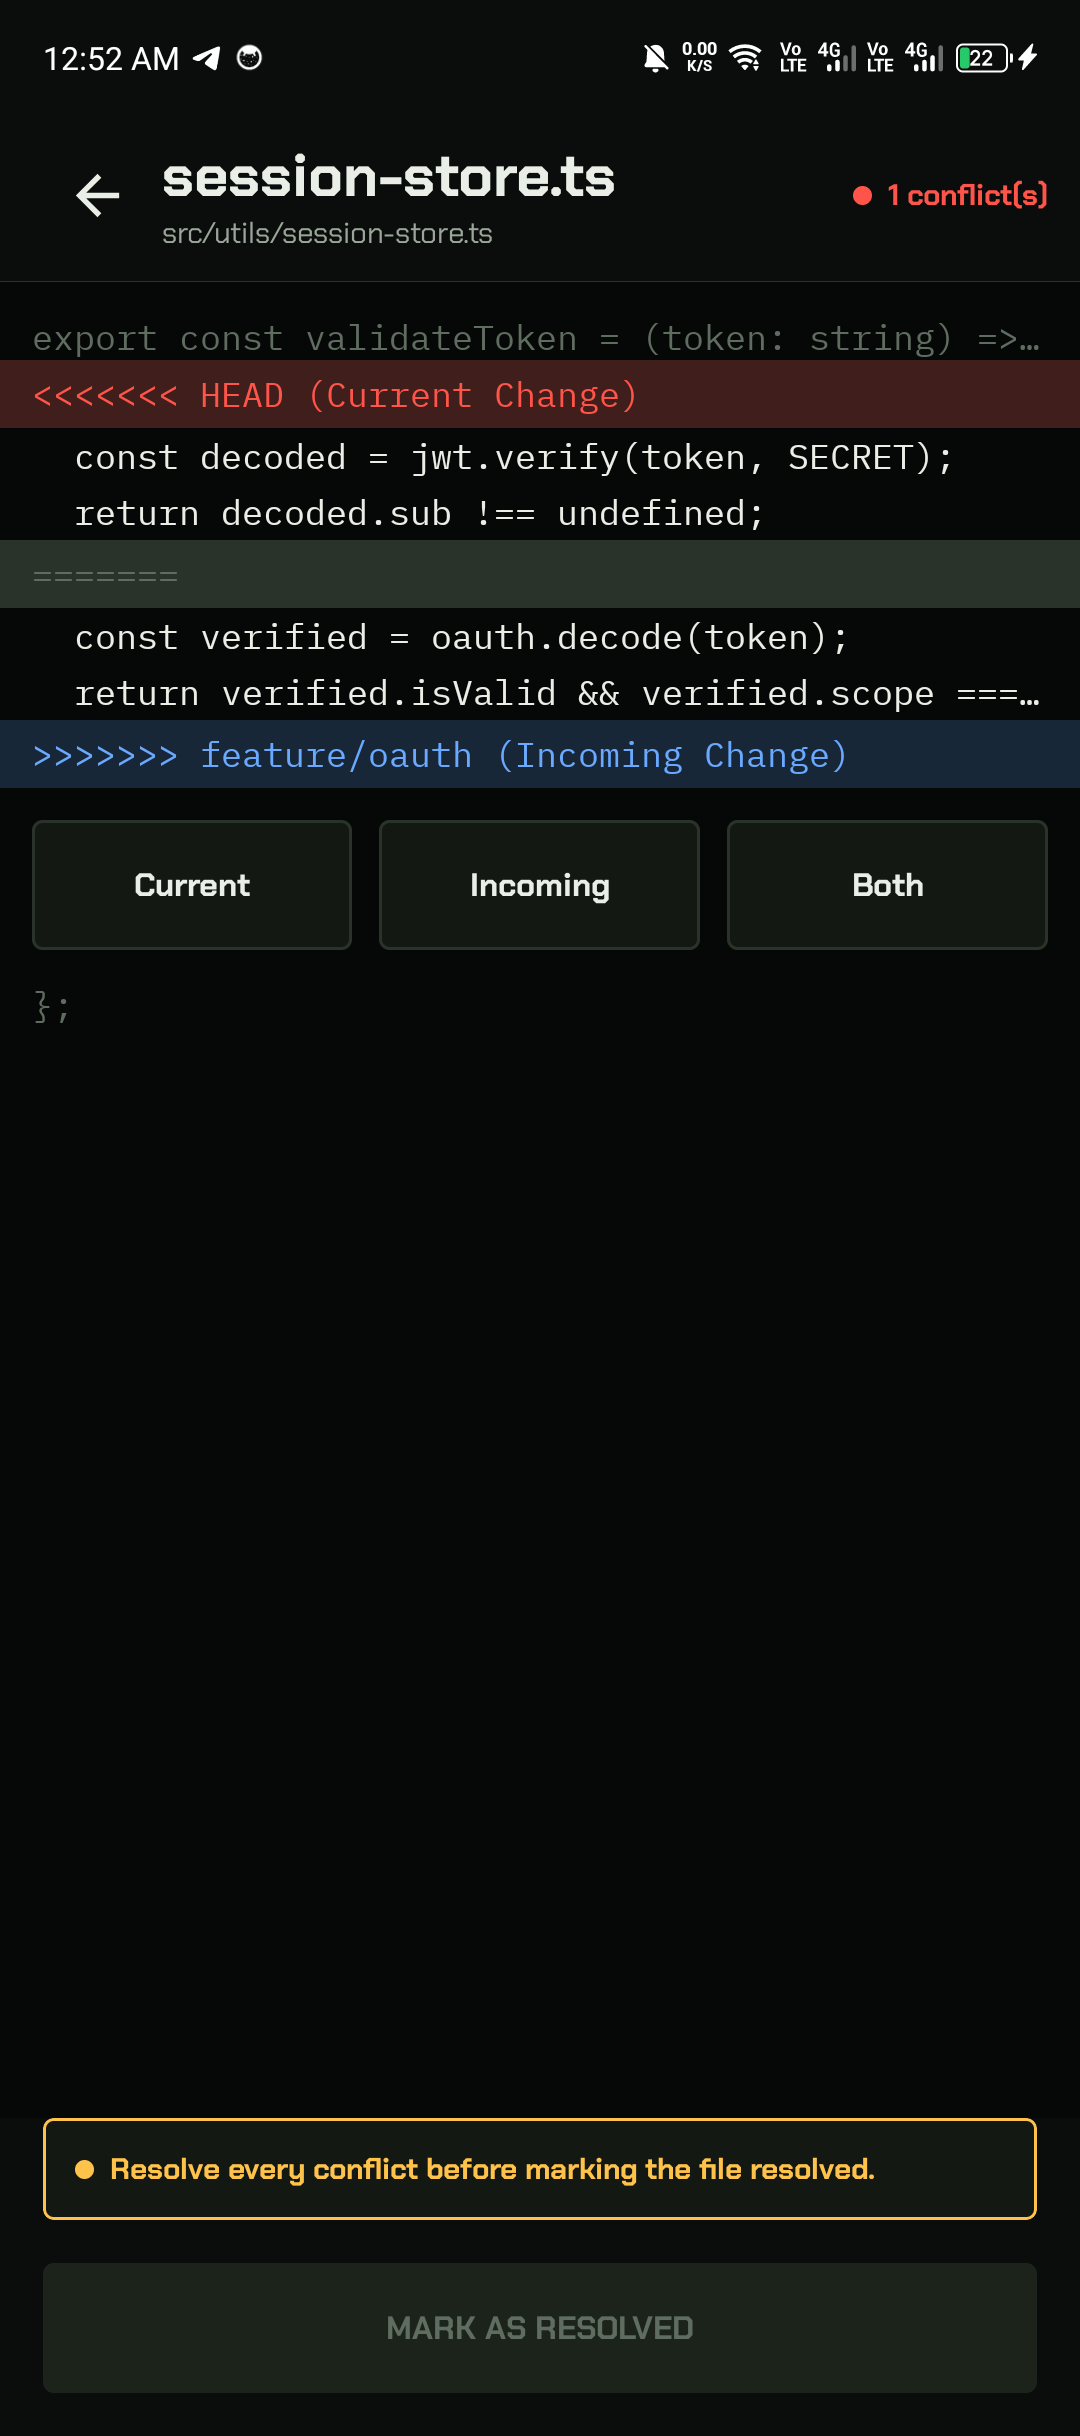 12:52 AM
0.00 K/S Vo LTE 4G Vo LTE 4G 22
session-store.ts
1 conflict(s)
src/utils/session-store.ts
export const validateToken = (token: string) =>…
<<<<<<< HEAD (Current Change)
const decoded = jwt.verify(token, SECRET);
return decoded.sub !== undefined;
=======
const verified = oauth.decode(token);
return verified.isValid && verified.scope ===…
>>>>>>> feature/oauth (Incoming Change)
Current Incoming Both
};
Resolve every conflict before marking the file resolved.
MARK AS RESOLVED